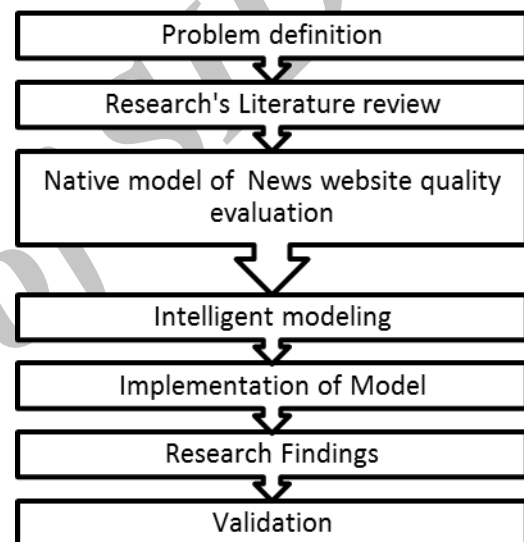 Problem definition
Research's Literature review
Native model of News website quality
evaluation
Intelligent modeling
Implementation of Model
Research Findings
Validation